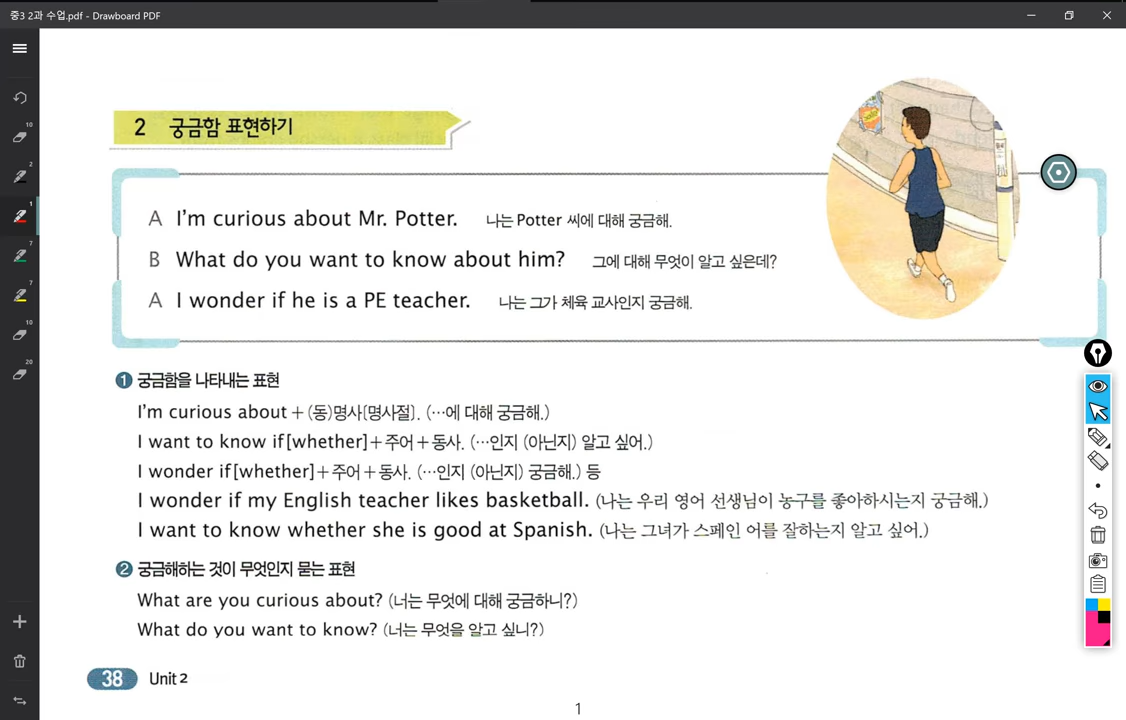 중3 2과 수업.pdf - Drawboard PDF
10
2
1
7
7
10
20
2 궁금함 표현하기
A I'm curious about Mr. Potter. 나는 Potter 씨에 대해 궁금해.
B What do you want to know about him? 그에 대해 무엇이 알고 싶은데?
A I wonder if he is a PE teacher. 나는 그가 체육 교사인지 궁금해.
1 궁금함을 나타내는 표현
I'm curious about + (동)명사[명사절]. (…에 대해 궁금해.)
I want to know if[whether]+주어+동사. (…인지 (아닌지) 알고 싶어.)
I wonder if[whether]+주어+동사. (…인지 (아닌지) 궁금해.) 등
I wonder if my English teacher likes basketball. (나는 우리 영어 선생님이 농구를 좋아하시는지 궁금해.)
I want to know whether she is good at Spanish. (나는 그녀가 스페인 어를 잘하는지 알고 싶어.)
2 궁금해하는 것이 무엇인지 묻는 표현
What are you curious about? (너는 무엇에 대해 궁금하니?)
What do you want to know? (너는 무엇을 알고 싶니?)
38 Unit 2
1